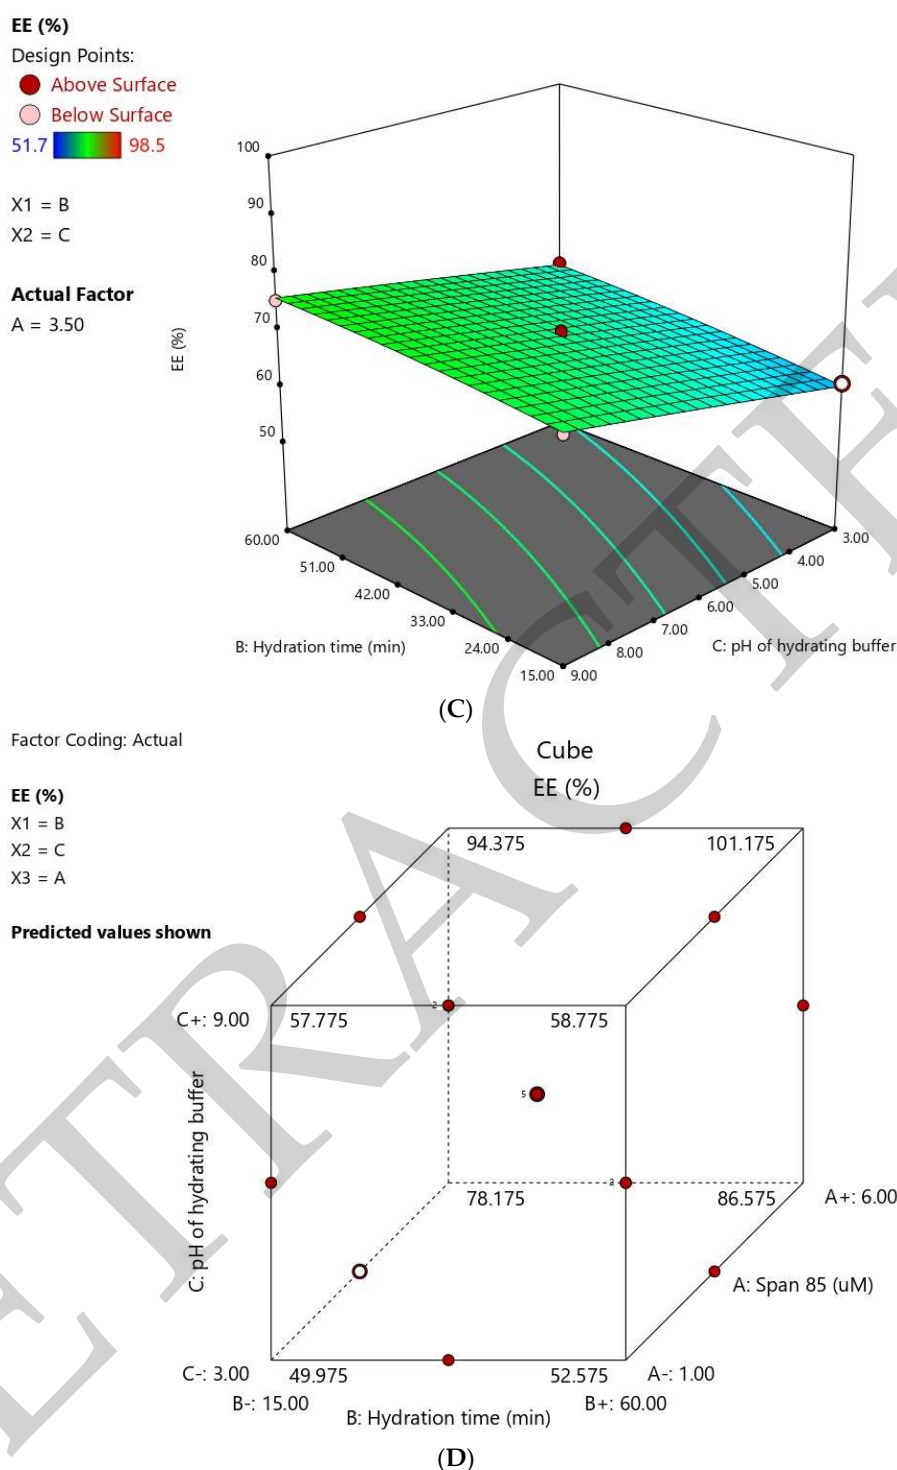 EE (%)
Design Points:
Above Surface
Below Surface
51.7 98.5
X1 = B
X2 = C
Actual Factor
A = 3.50
EE (%)
100
90
80
70
60
50
60.00
51.00
42.00
33.00
24.00
15.00
9.00
8.00
7.00
6.00
5.00
4.00
3.00
B: Hydration time (min)
C: pH of hydrating buffer
(C)
Factor Coding: Actual
Cube
EE (%)
EE (%)
X1 = B
X2 = C
X3 = A
Predicted values shown
94.375 101.175
C+: 9.00 57.775 58.775
2
5
2
C: pH of hydrating buffer
78.175 86.575 A+: 6.00
A: Span 85 (uM)
C-: 3.00 49.975 52.575 A-: 1.00
B-: 15.00 B+: 60.00
B: Hydration time (min)
(D)